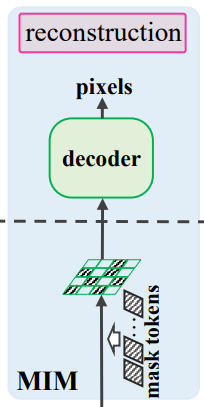 reconstruction
pixels
decoder
mask tokens
MIM